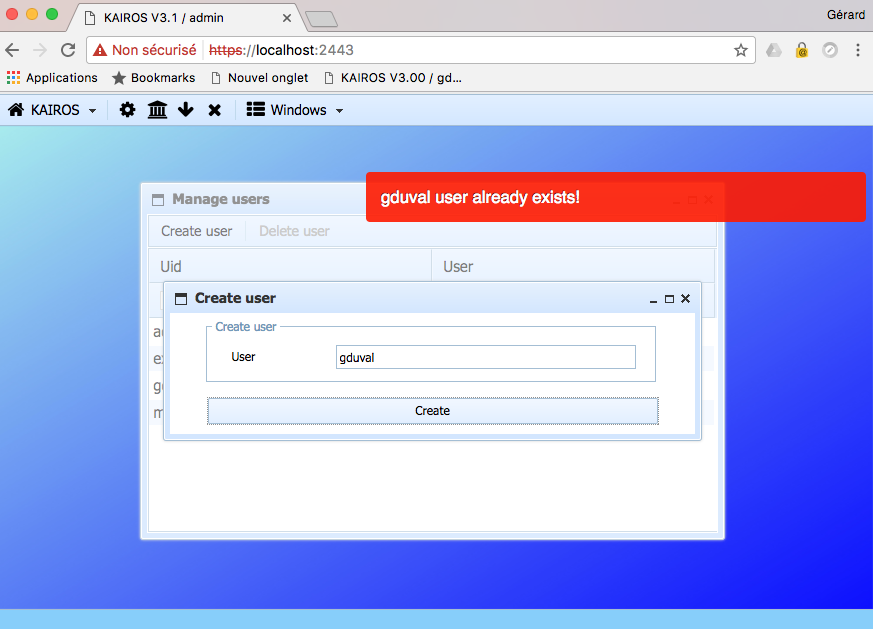 KAIROS V3.1 / admin
Gérard
Non sécurisé https://localhost:2443
Applications Bookmarks Nouvel onglet KAIROS V3.00 / gd...
KAIROS Windows
gduval user already exists!
Manage users
Create user Delete user
Uid User
Create user
Create user
User gduval
Create